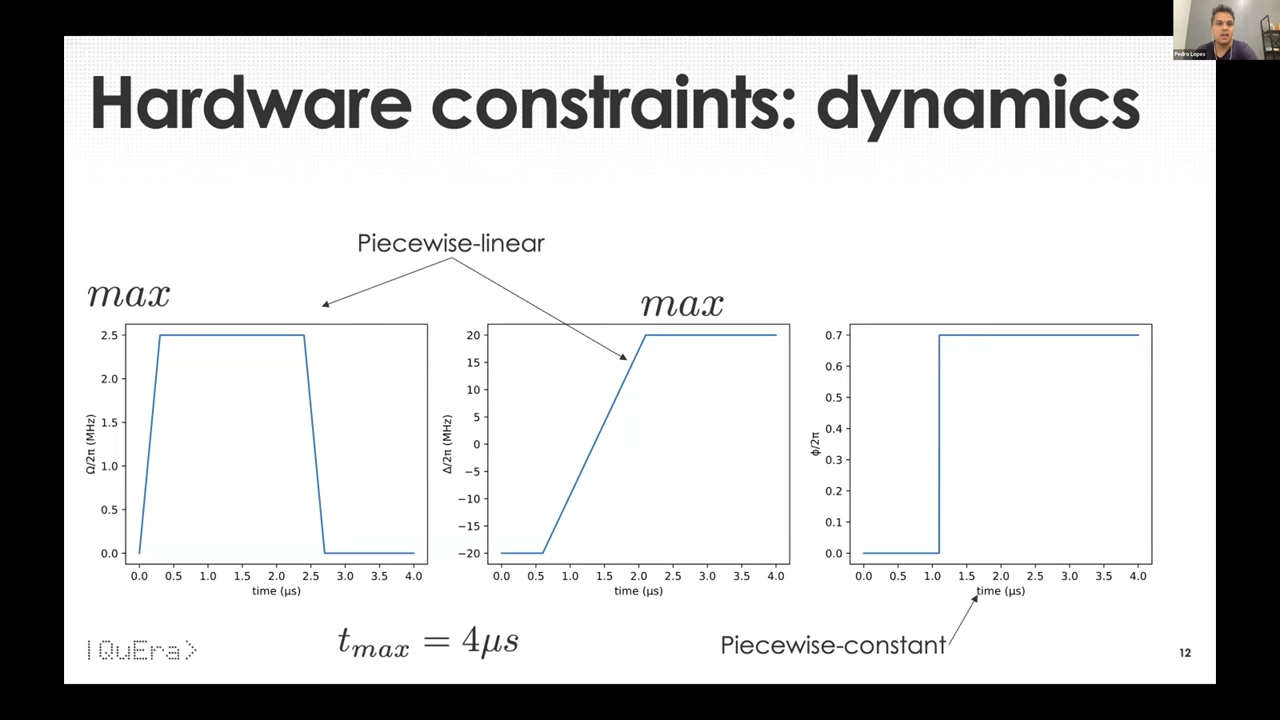 Pedro Lopes
Hardware constraints: dynamics
Piecewise-linear
max
max
2.5
2.0
1.5
1.0
0.5
0.0
Ω/2π (MHz)
0.0 0.5 1.0 1.5 2.0 2.5 3.0 3.5 4.0
time (μs)
20
15
10
5
0
−5
−10
−15
−20
Δ/2π (MHz)
0.0 0.5 1.0 1.5 2.0 2.5 3.0 3.5 4.0
time (μs)
0.7
0.6
0.5
0.4
0.3
0.2
0.1
0.0
ϕ/2π
0.0 0.5 1.0 1.5 2.0 2.5 3.0 3.5 4.0
time (μs)
|QuEra>
tmax = 4μs
Piecewise-constant
12